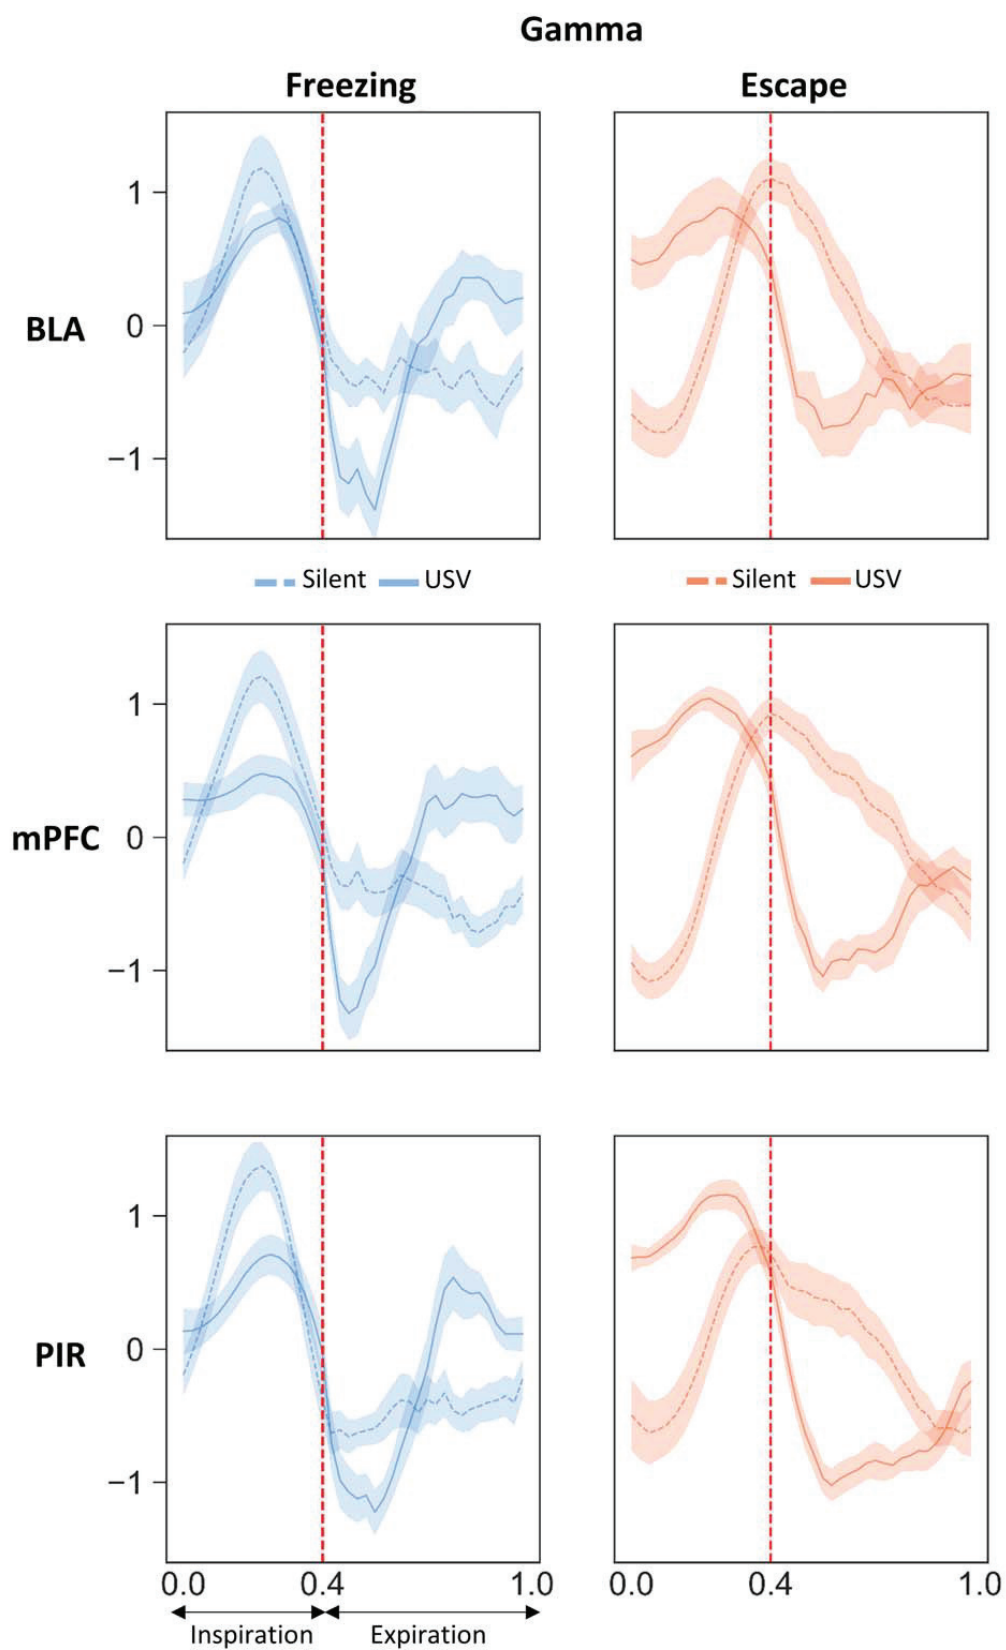 Gamma
Freezing
Escape
BLA
1
0
−1
Silent USV
Silent USV
mPFC
1
0
−1
PIR
1
0
−1
0.0 0.4 1.0
0.0 0.4 1.0
Inspiration Expiration